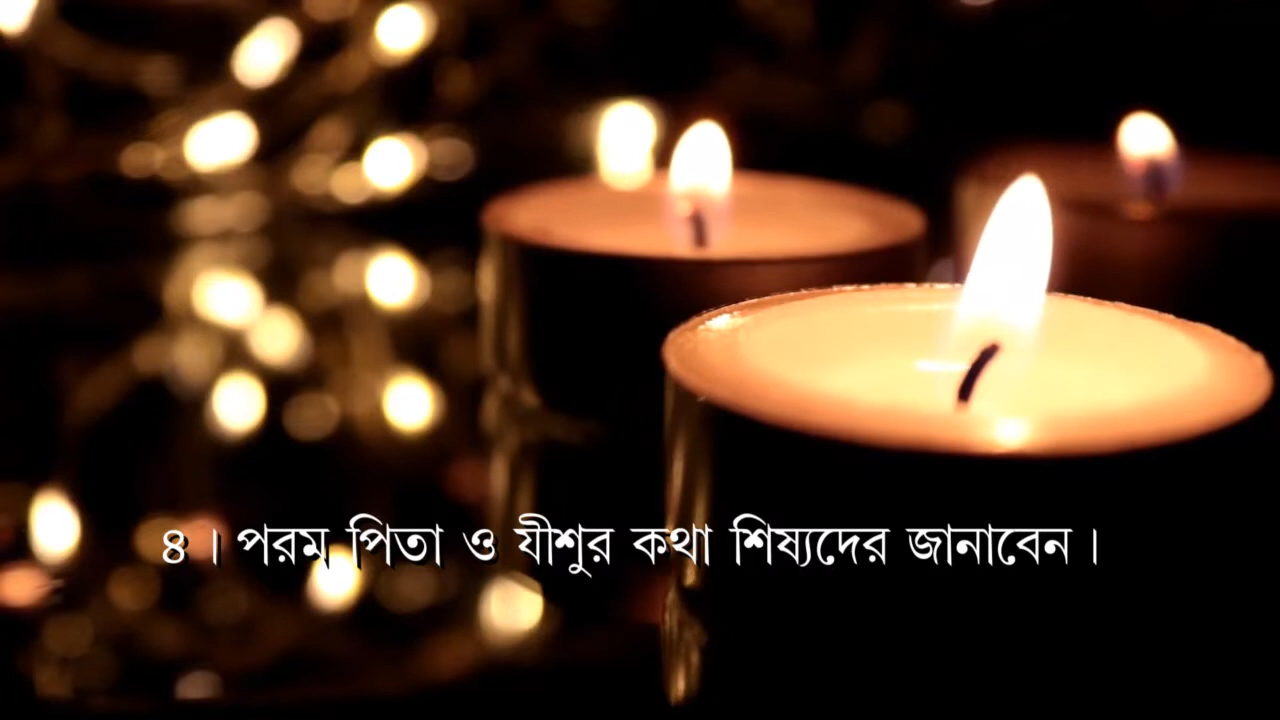 ৪। পরম পিতা ও যীশুর কথা শিষ্যদের জানাবেন।